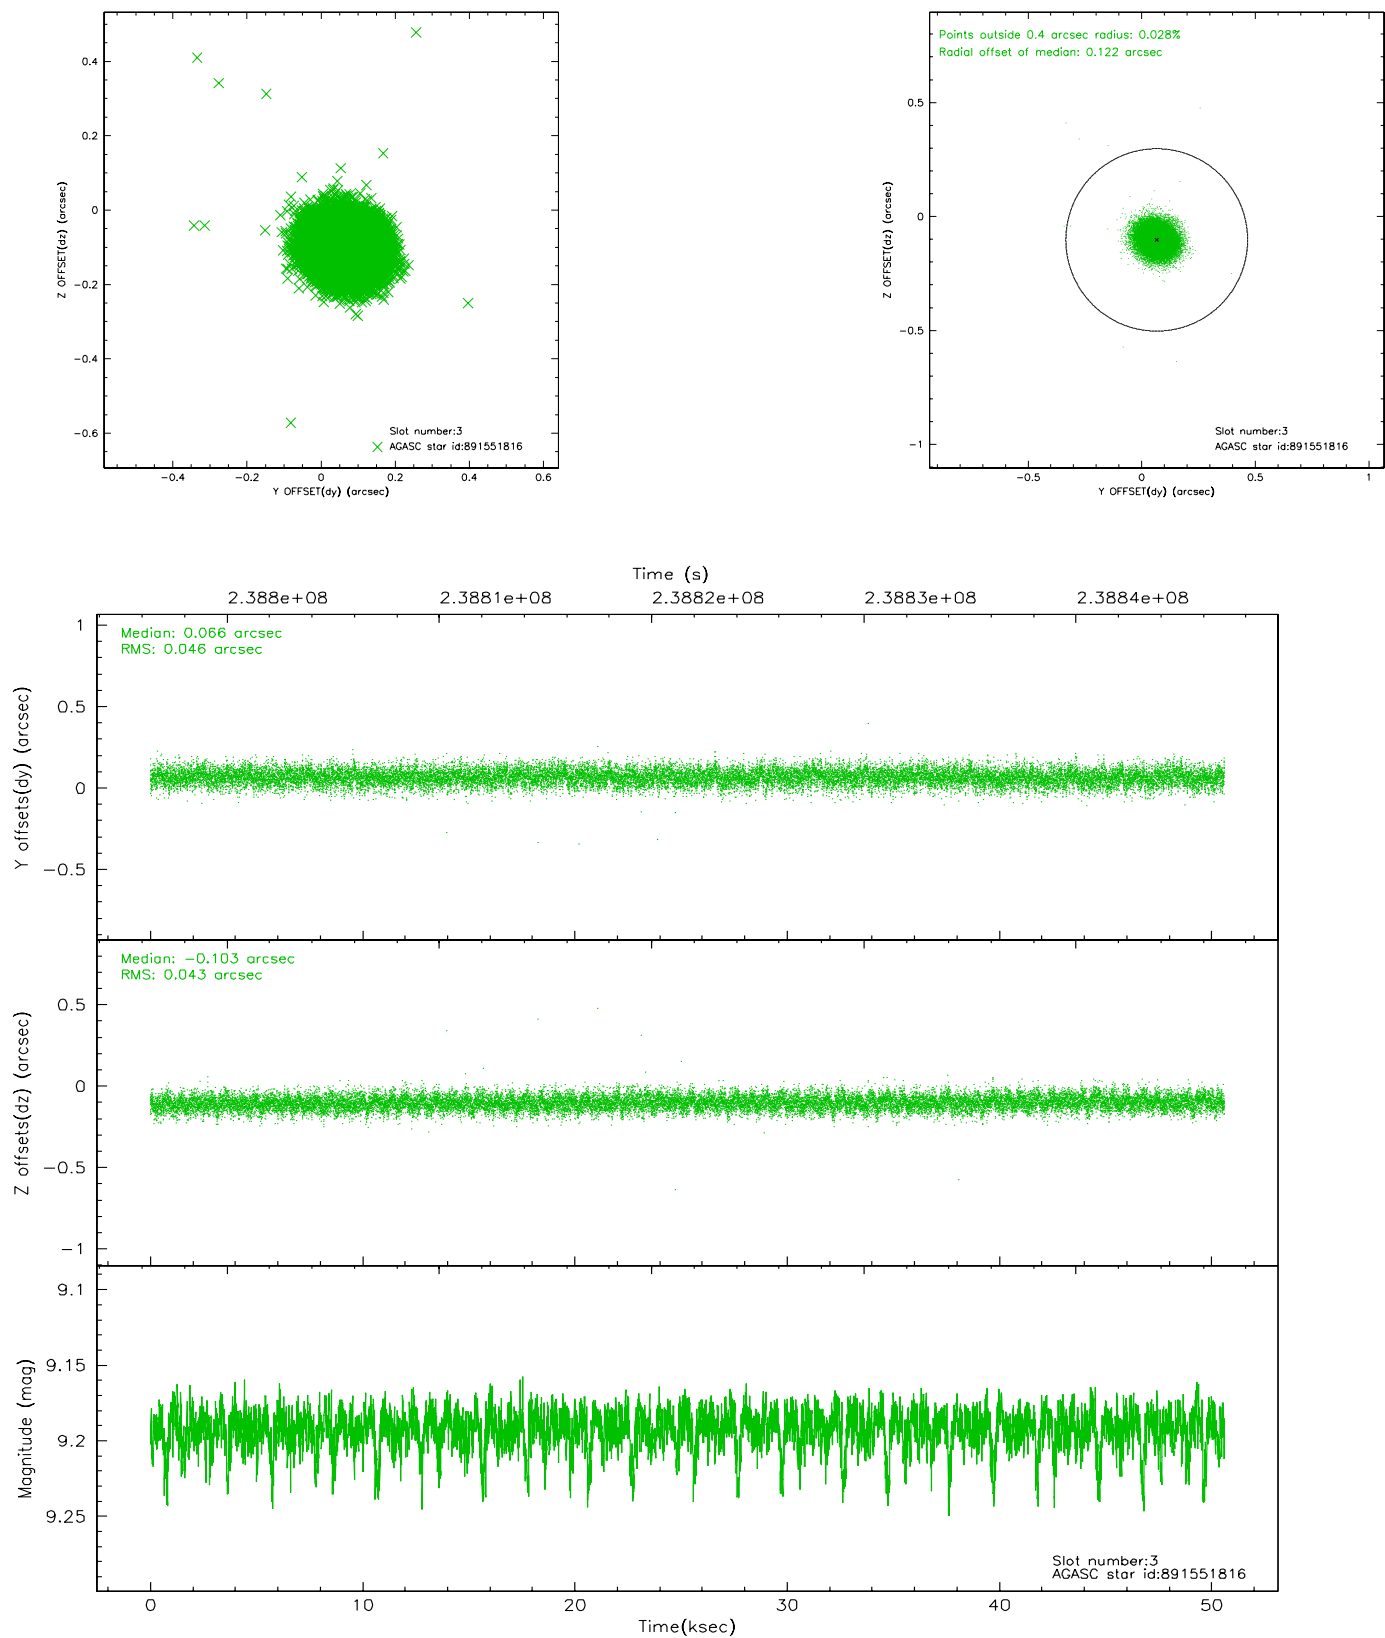 0.4
0.2
0
-0.2
-0.4
-0.6
Z OFFSET(dz) (arcsec)
Slot number:3
AGASC star id:891551816
-0.4 -0.2 0 0.2 0.4 0.6
Y OFFSET(dy) (arcsec)
Points outside 0.4 arcsec radius: 0.028%
Radial offset of median: 0.122 arcsec
0.5
0
-0.5
-1
Z OFFSET(dz) (arcsec)
Slot number:3
AGASC star id:891551816
-0.5 0 0.5 1
Y OFFSET(dy) (arcsec)
Time (s)
2.388e+08 2.3881e+08 2.3882e+08 2.3883e+08 2.3884e+08
Median: 0.066 arcsec
RMS: 0.046 arcsec
1
0.5
0
-0.5
Y offsets(dy) (arcsec)
Median: -0.103 arcsec
RMS: 0.043 arcsec
0.5
0
-0.5
-1
Z offsets(dz) (arcsec)
9.1
9.15
9.2
9.25
Magnitude (mag)
Slot number:3
AGASC star id:891551816
0 10 20 30 40 50
Time(ksec)